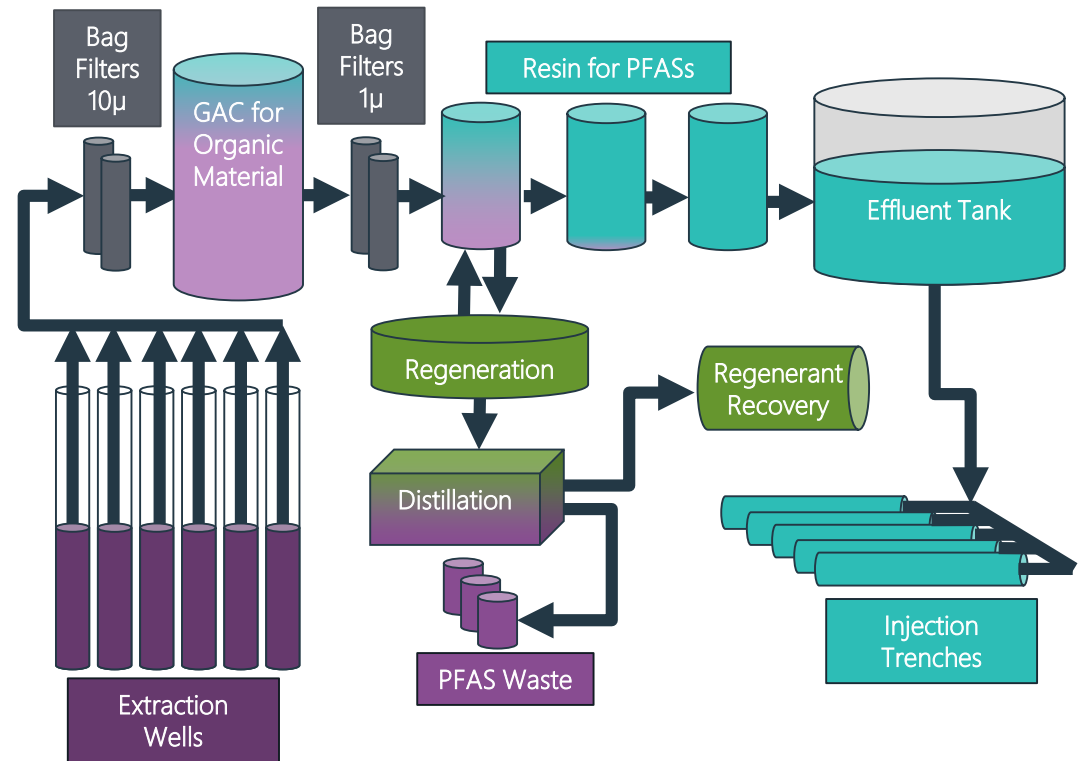 Bag
Filters
10µ
GAC for
Organic
Material
Bag
Filters
1µ
Resin for PFASs
Effluent Tank
Regeneration
Regenerant
Recovery
Distillation
PFAS Waste
Extraction
Wells
Injection
Trenches